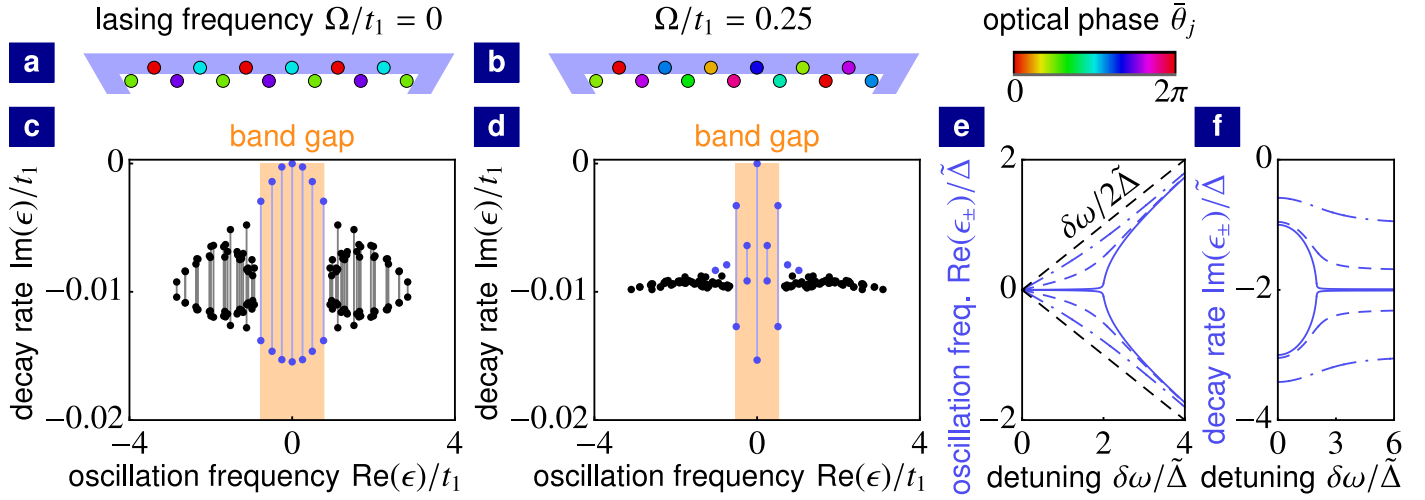 lasing frequency Ω/t₁ = 0
Ω/t₁ = 0.25
optical phase θ̄ⱼ
a
b
0
2π
c
d
e
f
band gap
band gap
decay rate Im(ϵ)/t₁
0
−0.01
−0.02
−4
0
4
oscillation frequency Re(ϵ)/t₁
decay rate Im(ϵ)/t₁
0
−0.01
−0.02
−4
0
4
oscillation frequency Re(ϵ)/t₁
oscillation freq. Re(ϵ±)/Δ̃
2
0
−2
δω/2Δ̃
0
2
4
detuning δω/Δ̃
decay rate Im(ϵ±)/Δ̃
0
−2
−4
0
3
6
detuning δω/Δ̃